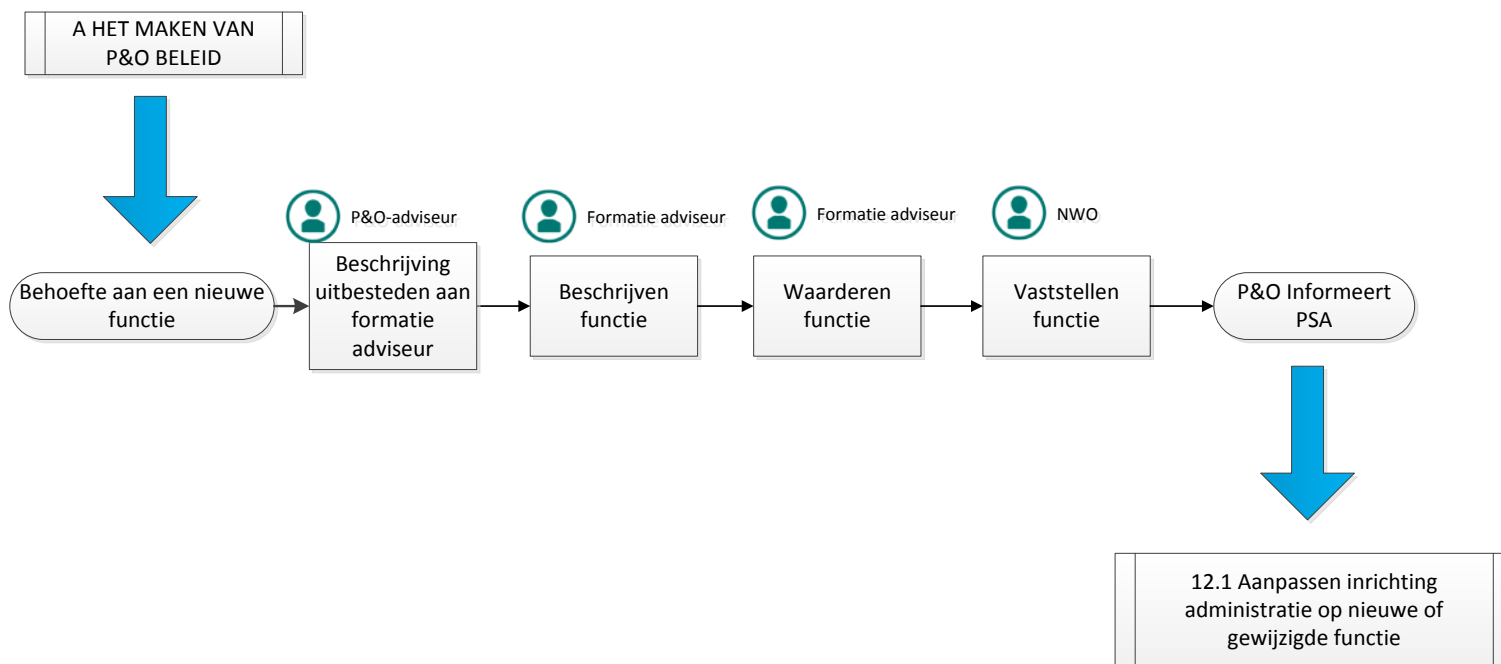 A HET MAKEN VAN
P&O BELEID
P&O-adviseur
Formatie adviseur
Formatie adviseur
NWO
Behoefte aan een nieuwe
functie
Beschrijving
uitbesteden aan
formatie
adviseur
Beschrijven
functie
Waarderen
functie
Vaststellen
functie
P&O Informeert
PSA
12.1 Aanpassen inrichting
administratie op nieuwe of
gewijzigde functie